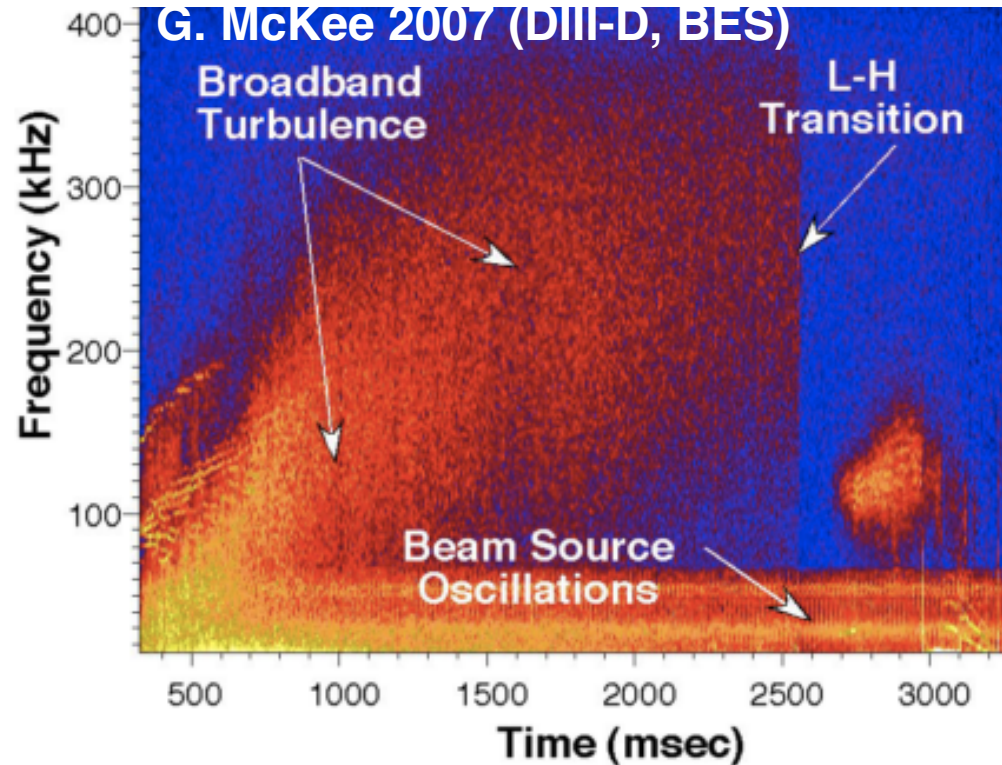 G. McKee 2007 (DIII-D, BES)
Broadband
Turbulence
L-H
Transition
Beam Source
Oscillations
Frequency (kHz)
400
300
200
100
500
1000
1500
2000
2500
3000
Time (msec)